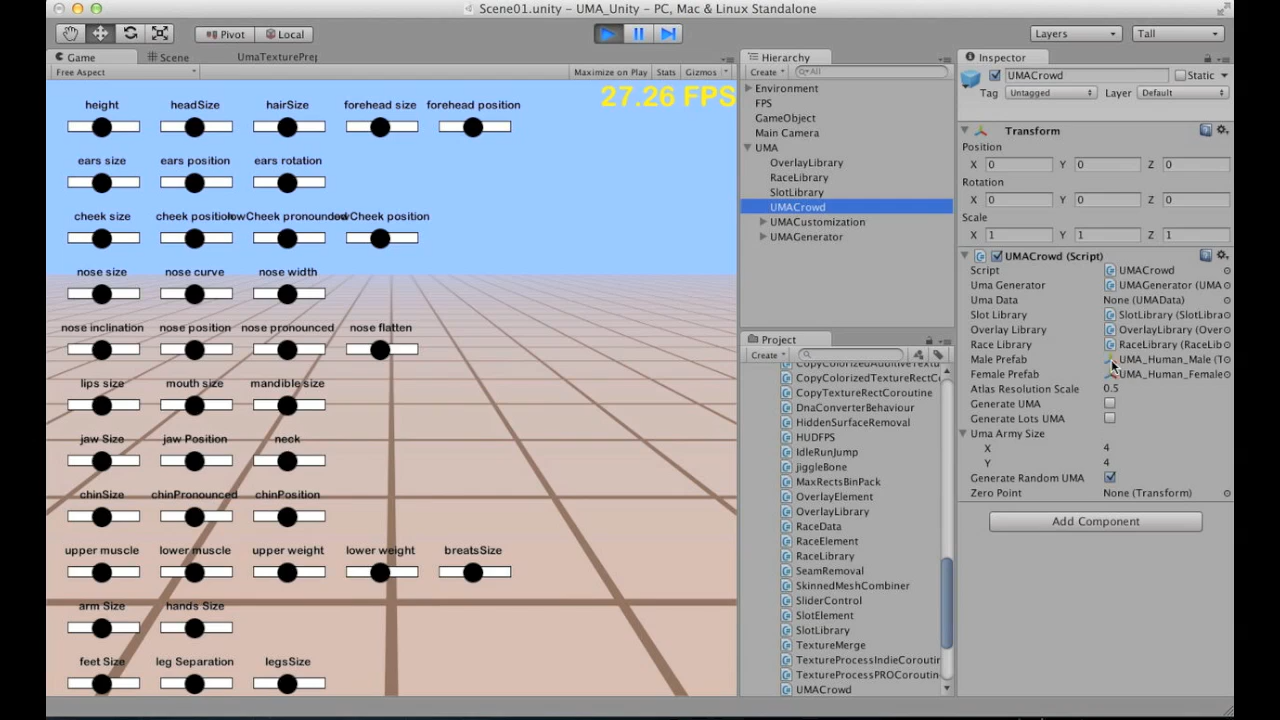 Scene01.unity - UMA_Unity - PC, Mac & Linux Standalone
Pivot Local Layers Tall
Game Scene UmaTexturePrep
Free Aspect Maximize on Play Stats Gizmos
27.26 FPS
height headSize hairSize forehead size forehead position
ears size ears position ears rotation
cheek size cheek position lowCheek pronounced lowCheek position
nose size nose curve nose width
nose inclination nose position nose pronounced nose flatten
lips size mouth size mandible size
jaw Size jaw Position neck
chinSize chinPronounced chinPosition
upper muscle lower muscle upper weight lower weight breatsSize
arm Size hands Size
feet Size leg Separation legsSize
Hierarchy
Create All
Environment
FPS
GameObject
Main Camera
UMA
OverlayLibrary
RaceLibrary
SlotLibrary
UMACrowd
UMACustomization
UMAGenerator
Project
Create
CopyColorizedAdditiveTextu
CopyColorizedTextureRectCo
CopyTextureRectCoroutine
DnaConverterBehaviour
HiddenSurfaceRemoval
HUDFPS
IdleRunJump
jiggleBone
MaxRectsBinPack
OverlayElement
OverlayLibrary
RaceData
RaceElement
RaceLibrary
SeamRemoval
SkinnedMeshCombiner
SliderControl
SlotElement
SlotLibrary
TextureMerge
TextureProcessIndieCoroutin
TextureProcessPROCoroutin
UMACrowd
Inspector
UMACrowd Static
Tag Untagged Layer Default
Transform
Position
X 0 Y 0 Z 0
Rotation
X 0 Y 0 Z 0
Scale
X 1 Y 1 Z 1
UMACrowd (Script)
Script UMACrowd
Uma Generator UMAGenerator (UMA
Uma Data None (UMAData)
Slot Library SlotLibrary (SlotLibra
Overlay Library OverlayLibrary (Over
Race Library RaceLibrary (RaceLib
Male Prefab UMA_Human_Male (T
Female Prefab UMA_Human_Female
Atlas Resolution Scale 0.5
Generate UMA
Generate Lots UMA
Uma Army Size
X 4
Y 4
Generate Random UMA
Zero Point None (Transform)
Add Component